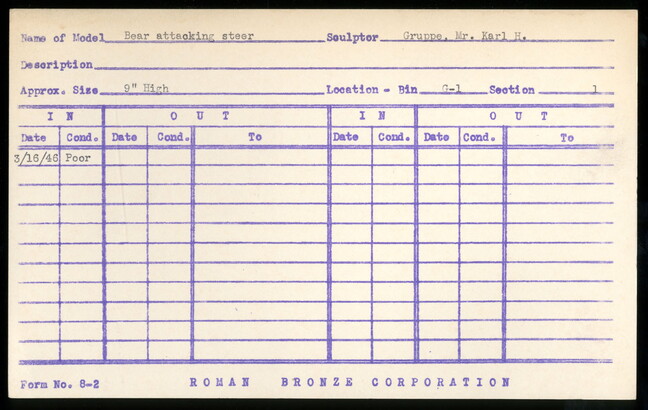 Name of Model Bear attacking steer Sculptor Gruppe, Mr. Karl H.
Description
Approx. Size 9" High Location - Bin G-1 Section 1
IN OUT IN OUT
Date Cond. Date Cond. To Date Cond. Date Cond. To
3/16/46 Poor
Form No. 8-2 ROMAN BRONZE CORPORATION